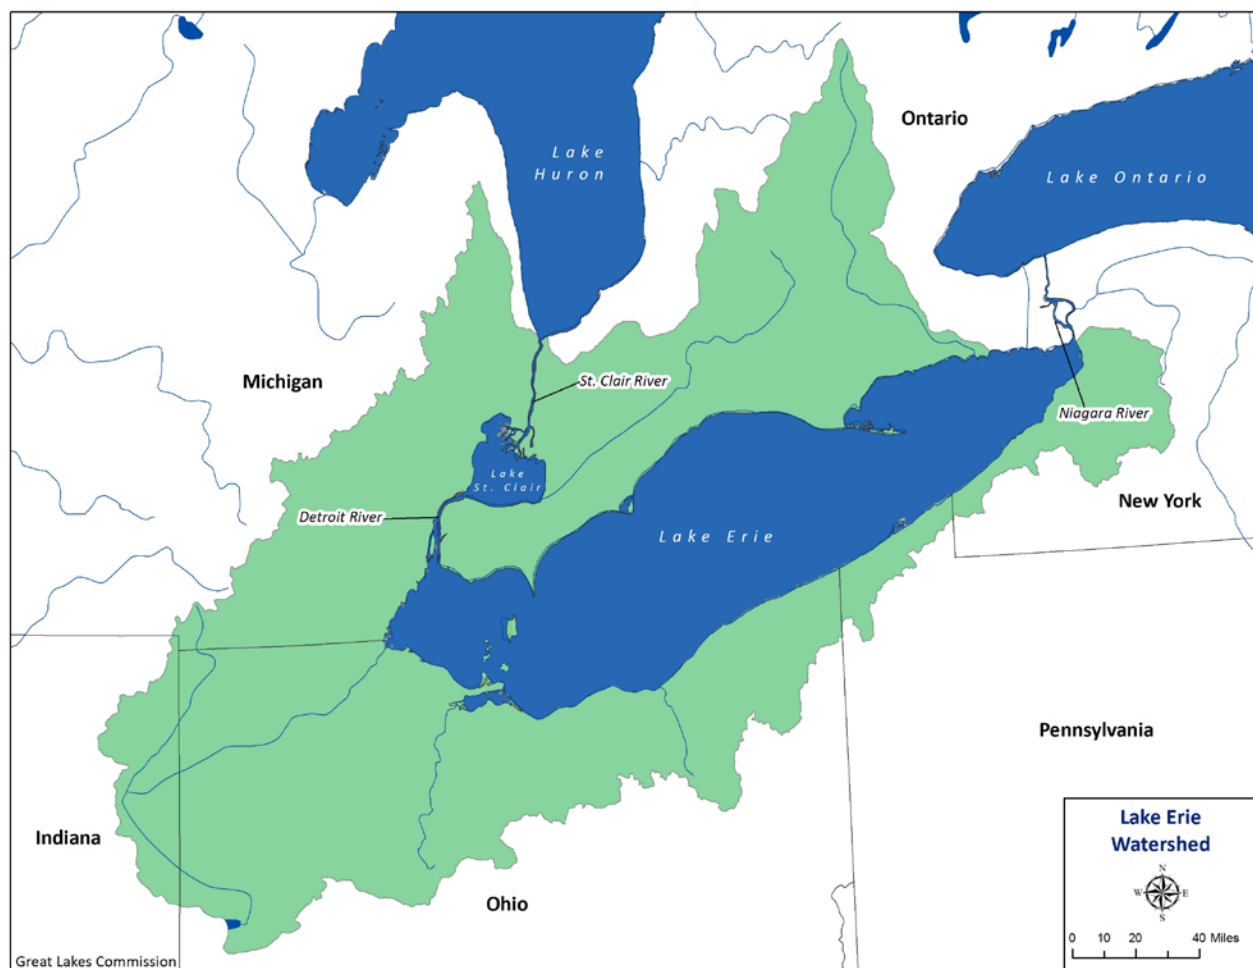 Ontario
Lake
Huron
Lake Ontario
Michigan
St. Clair River
Niagara River
Lake
St. Clair
New York
Detroit River
Lake Erie
Pennsylvania
Indiana
Ohio
Lake Erie
Watershed
N
W
E
S
0 10 20 40 Miles
Great Lakes Commission